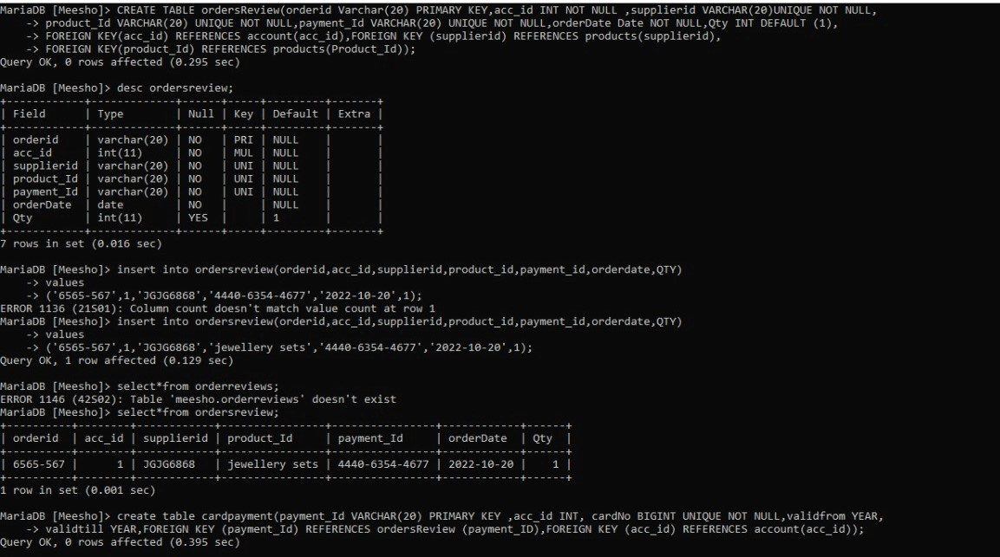 MariaDB [Meesho]> CREATE TABLE ordersReview(orderid Varchar(20) PRIMARY KEY,acc_id INT NOT NULL ,supplierid VARCHAR(20)UNIQUE NOT NULL,
    -> product_Id VARCHAR(20) UNIQUE NOT NULL,payment_Id VARCHAR(20) UNIQUE NOT NULL,orderDate Date NOT NULL,Qty INT DEFAULT (1),
    -> FOREIGN KEY(acc_id) REFERENCES account(acc_id),FOREIGN KEY (supplierid) REFERENCES products(supplierid),
    -> FOREIGN KEY(product_Id) REFERENCES products(Product_Id));
Query OK, 0 rows affected (0.295 sec)

MariaDB [Meesho]> desc ordersreview;
+------------+-------------+------+-----+---------+-------+
| Field      | Type        | Null | Key | Default | Extra |
+------------+-------------+------+-----+---------+-------+
| orderid    | varchar(20) | NO   | PRI | NULL    |       |
| acc_id     | int(11)     | NO   | MUL | NULL    |       |
| supplierid | varchar(20) | NO   | UNI | NULL    |       |
| product_Id | varchar(20) | NO   | UNI | NULL    |       |
| payment_Id | varchar(20) | NO   | UNI | NULL    |       |
| orderDate  | date        | NO   |     | NULL    |       |
| Qty        | int(11)     | YES  |     | 1       |       |
+------------+-------------+------+-----+---------+-------+
7 rows in set (0.016 sec)

MariaDB [Meesho]> insert into ordersreview(orderid,acc_id,supplierid,product_id,payment_id,orderdate,QTY)
    -> values
    -> ('6565-567',1,'JGJG6868','4440-6354-4677','2022-10-20',1);
ERROR 1136 (21S01): Column count doesn't match value count at row 1
MariaDB [Meesho]> insert into ordersreview(orderid,acc_id,supplierid,product_id,payment_id,orderdate,QTY)
    -> values
    -> ('6565-567',1,'JGJG6868','jewellery sets','4440-6354-4677','2022-10-20',1);
Query OK, 1 row affected (0.129 sec)

MariaDB [Meesho]> select*from orderreviews;
ERROR 1146 (42S02): Table 'meesho.orderreviews' doesn't exist
MariaDB [Meesho]> select*from ordersreview;
+----------+--------+------------+----------------+----------------+------------+------+
| orderid  | acc_id | supplierid | product_Id     | payment_Id     | orderDate  | Qty  |
+----------+--------+------------+----------------+----------------+------------+------+
| 6565-567 |      1 | JGJG6868   | jewellery sets | 4440-6354-4677 | 2022-10-20 |    1 |
+----------+--------+------------+----------------+----------------+------------+------+
1 row in set (0.001 sec)

MariaDB [Meesho]> create table cardpayment(payment_Id VARCHAR(20) PRIMARY KEY ,acc_id INT, cardNo BIGINT UNIQUE NOT NULL,validfrom YEAR,
    -> validtill YEAR,FOREIGN KEY (payment_Id) REFERENCES ordersReview (payment_ID),FOREIGN KEY (acc_id) REFERENCES account(acc_id));
Query OK, 0 rows affected (0.395 sec)